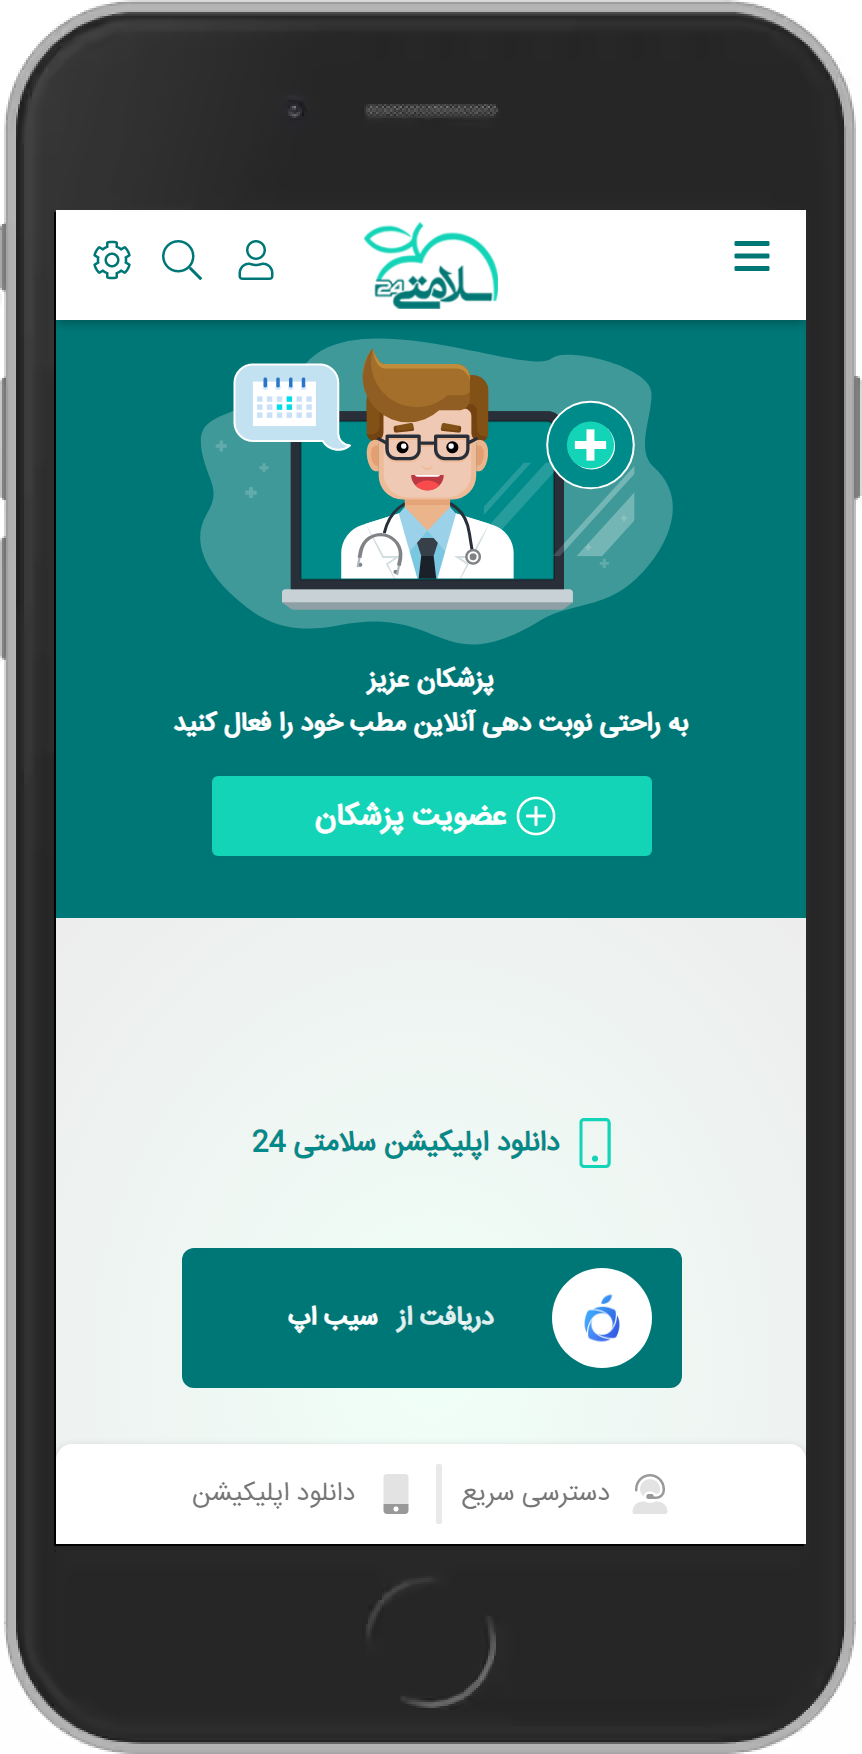 سلامتی 24
پزشکان عزیز
به راحتی نوبت دهی آنلاین مطب خود را فعال کنید
عضویت پزشکان
دانلود اپلیکیشن سلامتی 24
دریافت از سیب اپ
دسترسی سریع
دانلود اپلیکیشن